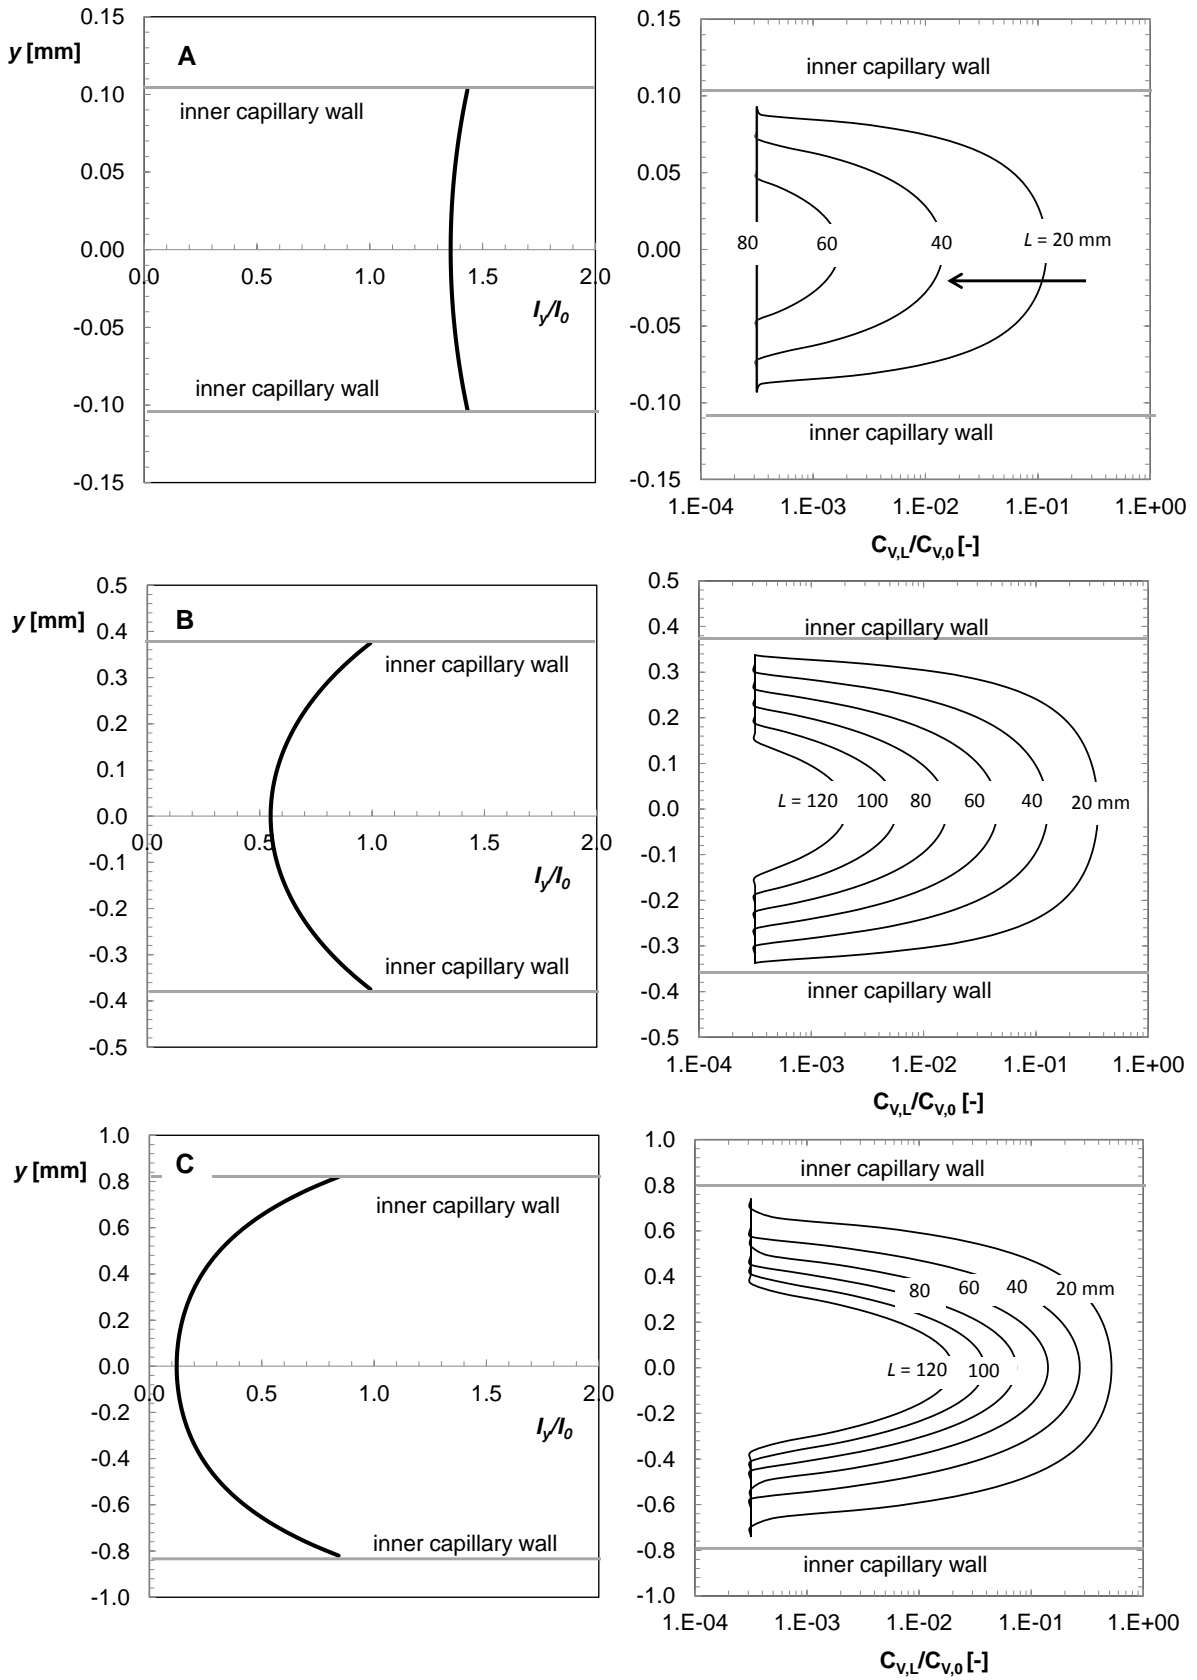 0.15
y [mm]
A
0.10
inner capillary wall
0.05
0.00
0.0 0.5 1.0 1.5 2.0
Iy/I0
-0.05
inner capillary wall
-0.10
-0.15
0.15
inner capillary wall
0.10
0.05
0.00
80 60 40 L = 20 mm
0.05
-0.10
inner capillary wall
-0.15
1.E-04 1.E-03 1.E-02 1.E-01 1.E+00
CV,L/CV,0 [-]
0.5
y [mm]
B
0.4
inner capillary wall
0.3
0.2
0.1
0.0
0.0 0.5 1.0 1.5 2.0
-0.1
Iy/I0
-0.2
-0.3
inner capillary wall
-0.4
-0.5
0.5
0.4
inner capillary wall
0.3
0.2
0.1
0.0
L = 120 100 80 60 40 20 mm
-0.1
-0.2
-0.3
-0.4
inner capillary wall
-0.5
1.E-04 1.E-03 1.E-02 1.E-01 1.E+00
CV,L/CV,0 [-]
1.0
y [mm]
C
0.8
inner capillary wall
0.6
0.4
0.2
0.0
0.0 0.5 1.0 1.5 2.0
-0.2
Iy/I0
-0.4
-0.6
-0.8
inner capillary wall
-1.0
1.0
inner capillary wall
0.8
0.6
0.4
80 60 40 20 mm
0.2
0.0
L = 120 100
-0.2
-0.4
-0.6
-0.8
inner capillary wall
-1.0
1.E-04 1.E-03 1.E-02 1.E-01 1.E+00
CV,L/CV,0 [-]